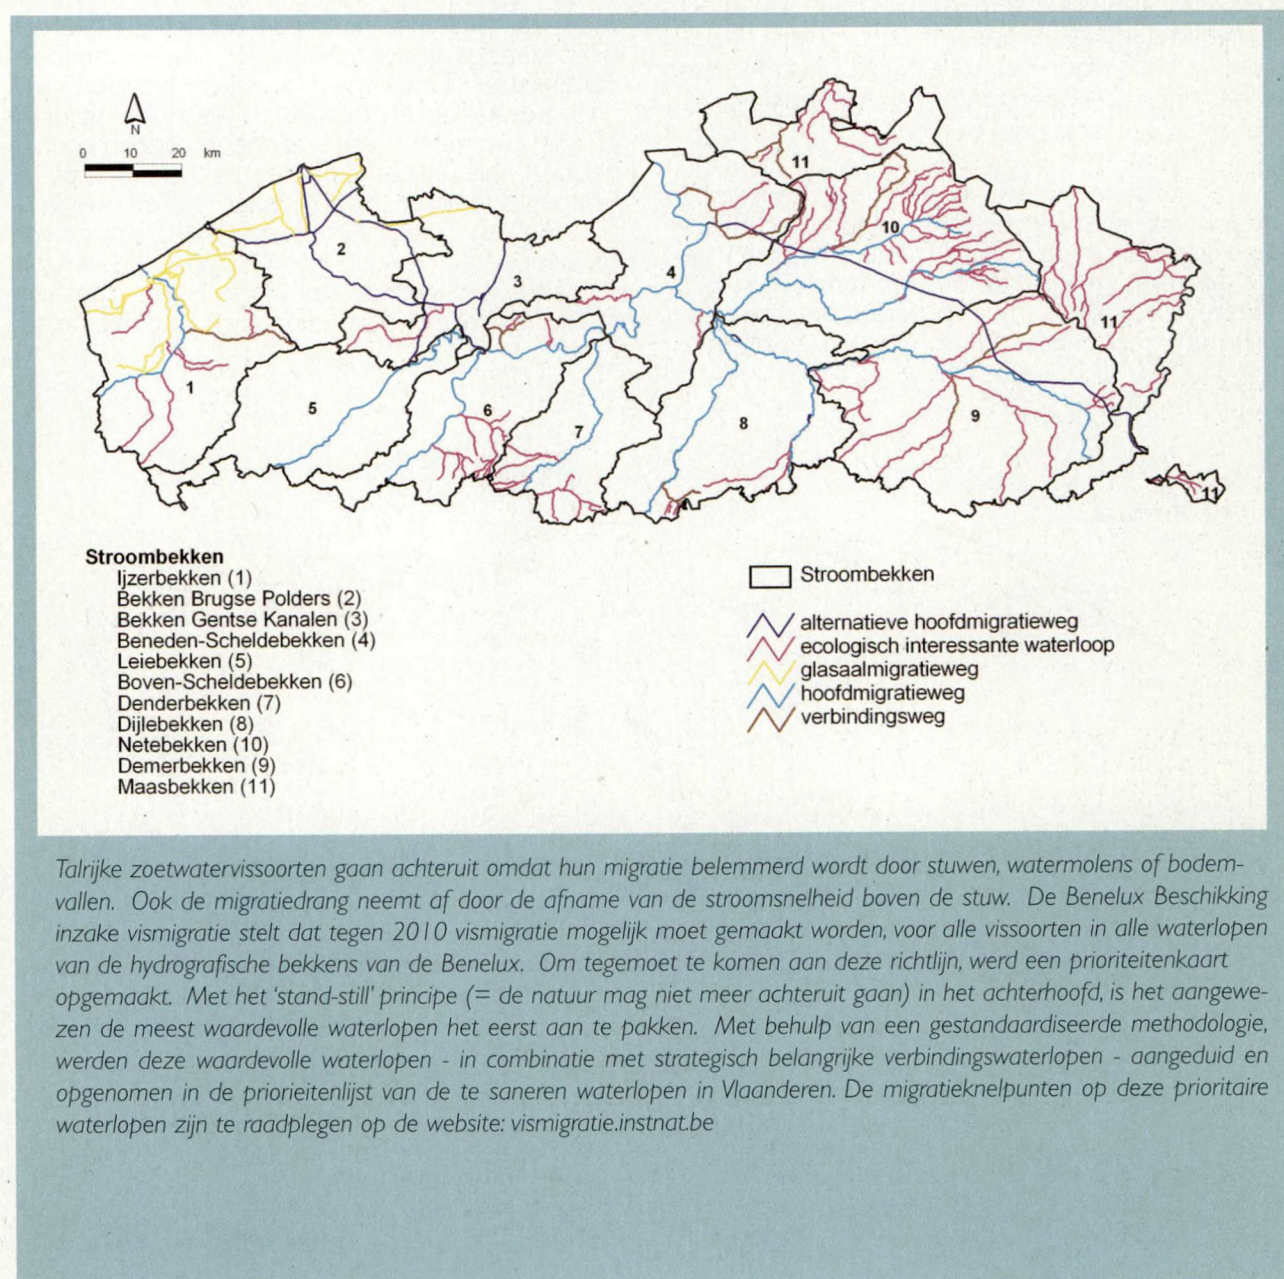 N
0 10 20 km
11
10
2
3
4
11
1
5
6
7
8
9
11
Stroombekken
Ijzerbekken (1)
Bekken Brugse Polders (2)
Bekken Gentse Kanalen (3)
Beneden-Scheldebekken (4)
Leiebekken (5)
Boven-Scheldebekken (6)
Denderbekken (7)
Dijlebekken (8)
Netebekken (10)
Demerbekken (9)
Maasbekken (11)
Stroombekken
alternatieve hoofdmigratieweg
ecologisch interessante waterloop
glasaalmigratieweg
hoofdmigratieweg
verbindingsweg
Talrijke zoetwatervissoorten gaan achteruit omdat hun migratie belemmerd wordt door stuwen, watermolens of bodem-
vallen. Ook de migratiedrang neemt af door de afname van de stroomsnelheid boven de stuw. De Benelux Beschikking
inzake vismigratie stelt dat tegen 2010 vismigratie mogelijk moet gemaakt worden, voor alle vissoorten in alle waterlopen
van de hydrografische bekkens van de Benelux. Om tegemoet te komen aan deze richtlijn, werd een prioriteitenkaart
opgemaakt. Met het 'stand-still' principe (= de natuur mag niet meer achteruit gaan) in het achterhoofd, is het aangewe-
zen de meest waardevolle waterlopen het eerst aan te pakken. Met behulp van een gestandaardiseerde methodologie,
werden deze waardevolle waterlopen - in combinatie met strategisch belangrijke verbindingswaterlopen - aangeduid en
opgenomen in de priorieitenlijst van de te saneren waterlopen in Vlaanderen. De migratieknelpunten op deze prioritaire
waterlopen zijn te raadplegen op de website: vismigratie.instnat.be